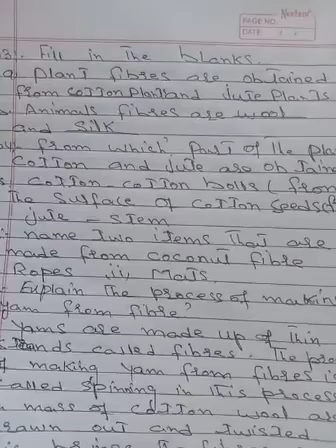 Neelgagan
PAGE NO.
DATE
3. Fill in the blanks.
a) Plant fibres are obtained
from cotton plant and jute plants
Animals fibres are wool
and silk
from which part of the pla
cotton and jute are obtaine
cotton - cotton bolls ( from
The surface of cotton seeds of
jute - stem
name two items that are
made from coconut fibre
Ropes ii, Mats
Explain the process of making
yarn from fibre?
Yarns are made up of thin
strands called fibres. The pro
making yarn from fibres is
called spinning in this process
mass of cotton wool are
drawn out and twisted